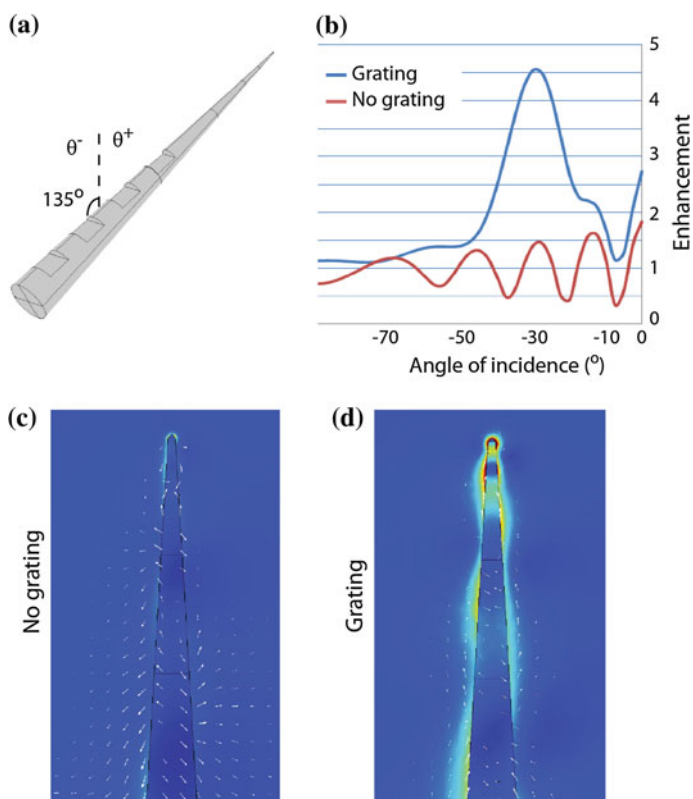 (a)
θ⁻
θ⁺
135°
(b)
Grating
No grating
5
4
3
2
1
0
Enhancement
-70
-50
-30
-10
0
Angle of incidence (°)
(c)
No grating
(d)
Grating